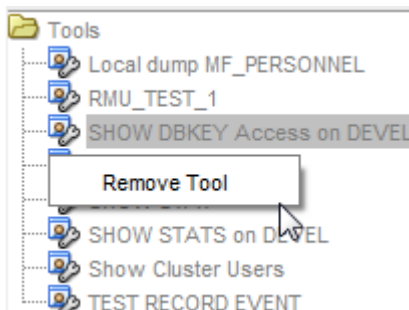 Tools
Local dump MF_PERSONNEL
RMU_TEST_1
SHOW DBKEY Access on DEVEL
Remove Tool
SHOW STATS on DEVEL
Show Cluster Users
TEST RECORD EVENT